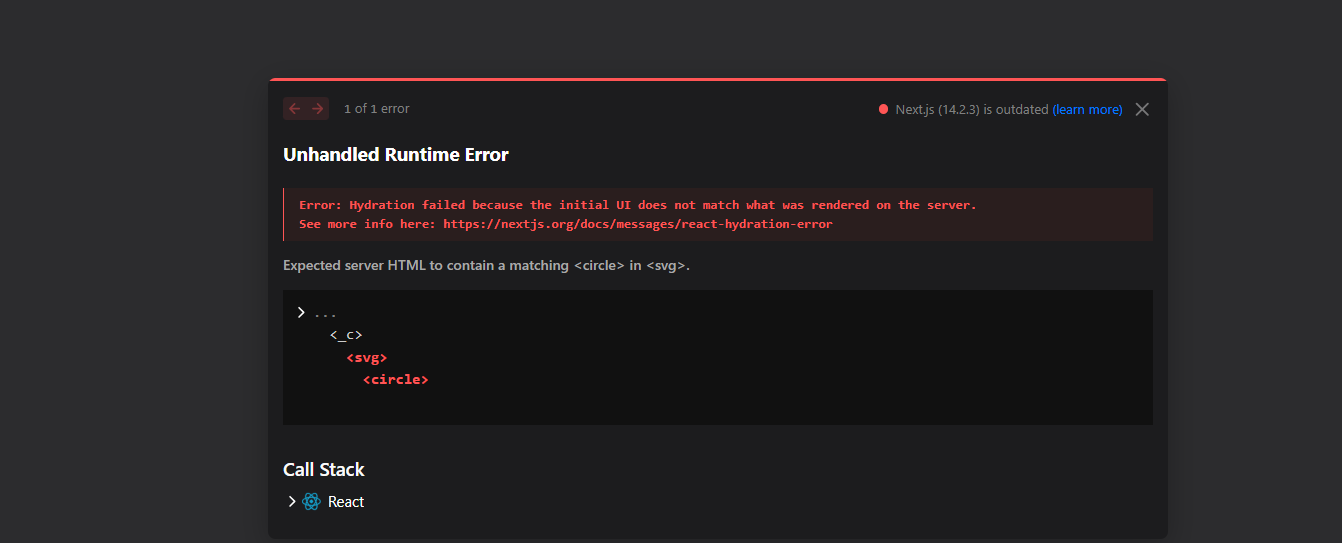 1 of 1 error
Next.js (14.2.3) is outdated (learn more)
Unhandled Runtime Error
Error: Hydration failed because the initial UI does not match what was rendered on the server.
See more info here: https://nextjs.org/docs/messages/react-hydration-error
Expected server HTML to contain a matching <circle> in <svg>.
...
<_c>
<svg>
<circle>
Call Stack
React